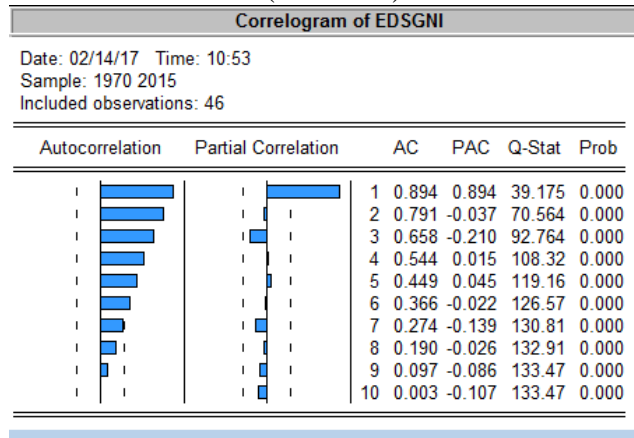 Correlogram of EDSGNI
Date: 02/14/17 Time: 10:53
Sample: 1970 2015
Included observations: 46
Autocorrelation Partial Correlation AC PAC Q-Stat Prob
1 0.894 0.894 39.175 0.000
2 0.791 -0.037 70.564 0.000
3 0.658 -0.210 92.764 0.000
4 0.544 0.015 108.32 0.000
5 0.449 0.045 119.16 0.000
6 0.366 -0.022 126.57 0.000
7 0.274 -0.139 130.81 0.000
8 0.190 -0.026 132.91 0.000
9 0.097 -0.086 133.47 0.000
10 0.003 -0.107 133.47 0.000